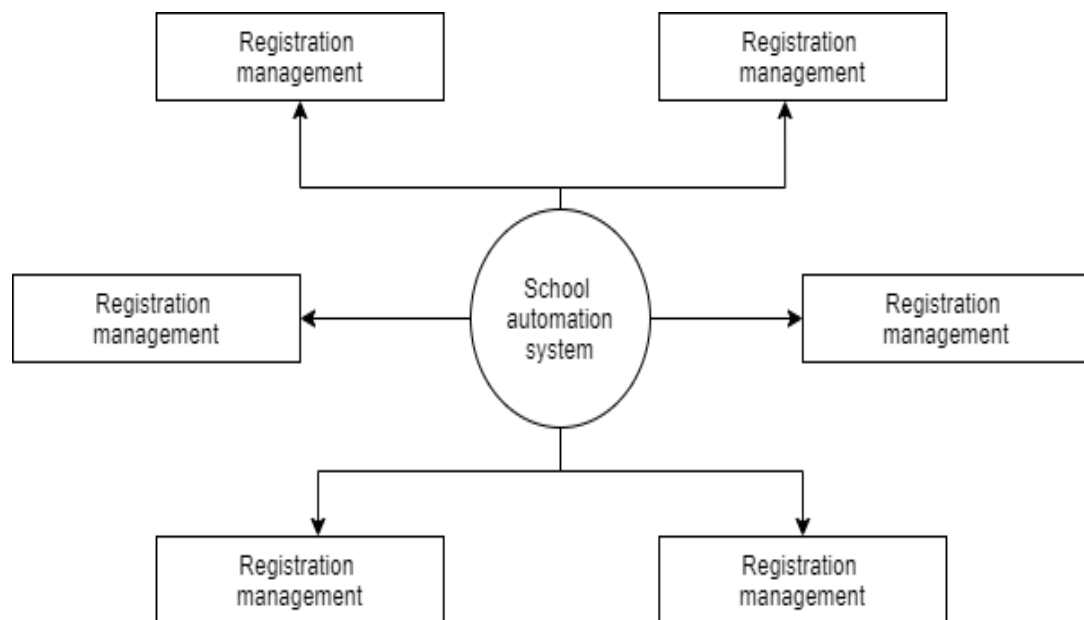 Registration
management
Registration
management
Registration
management
School
automation
system
Registration
management
Registration
management
Registration
management